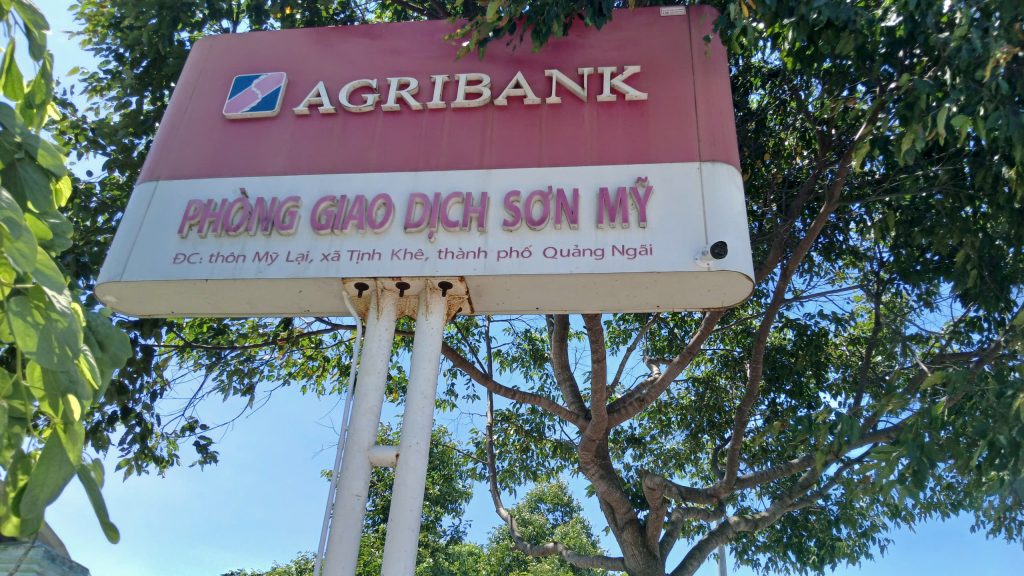 AGRIBANK
PHÒNG GIAO DỊCH SƠN MỸ
ĐC: thôn Mỹ Lại, xã Tịnh Khê, thành phố Quảng Ngãi